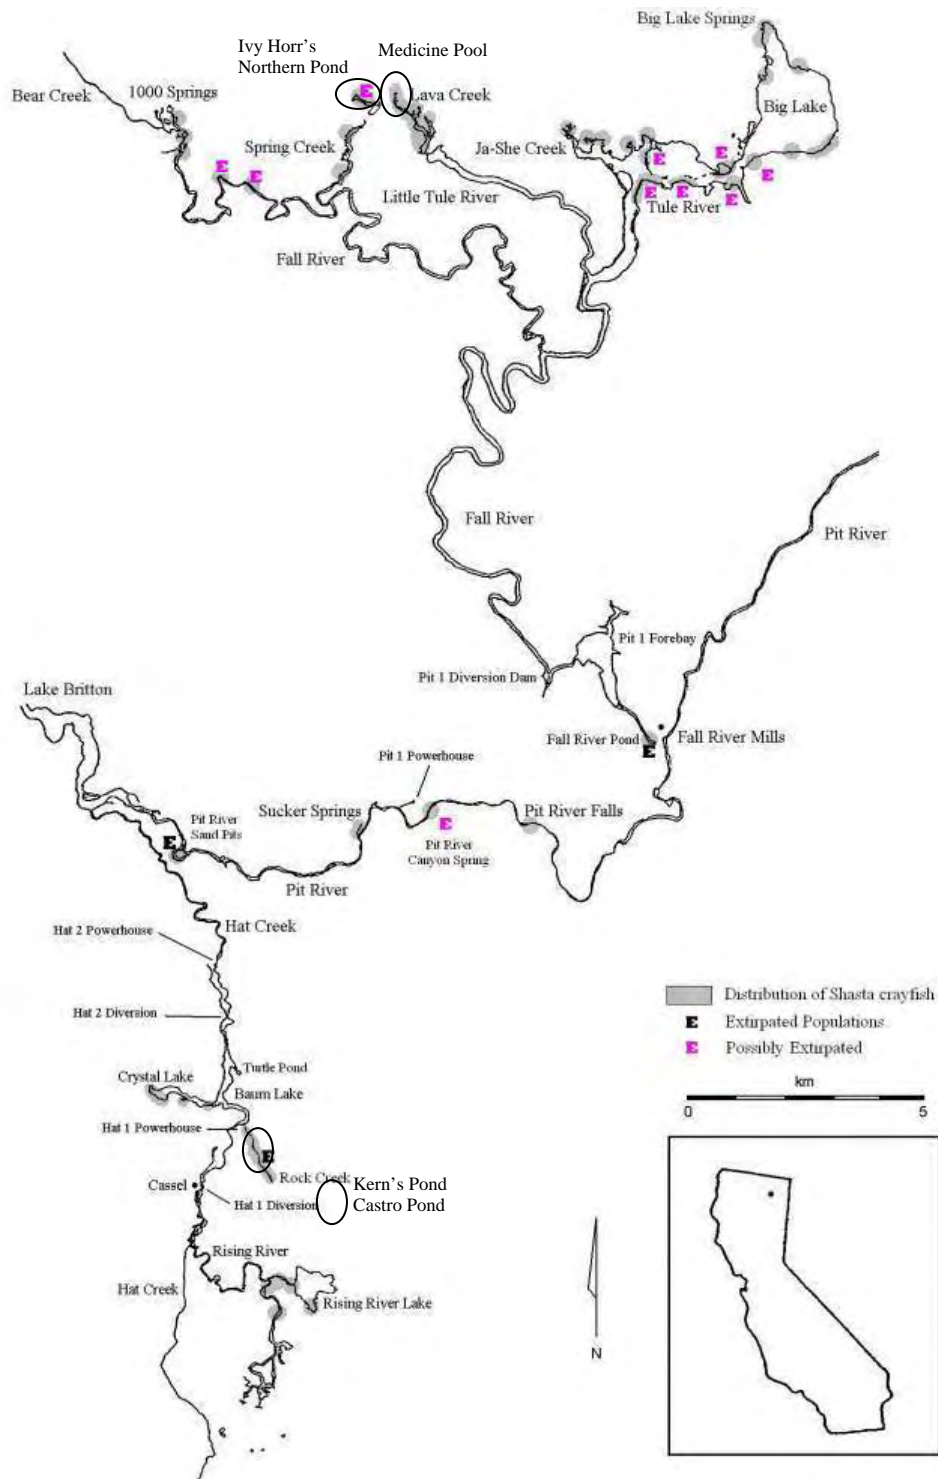 Big Lake Springs
Ivy Horr's
Northern Pond
Medicine Pool
Bear Creek
1000 Springs
E
Lava Creek
Big Lake
Spring Creek
Ja-She Creek
E
E
E
E
E
Little Tule River
E
E
E
Tule River
Fall River
Fall River
Pit River
Pit 1 Forebay
Pit 1 Diversion Dam
Lake Britton
Fall River Pond
Fall River Mills
E
Pit 1 Powerhouse
Sucker Springs
Pit River Falls
Pit River
Sand Pits
E
E
Pit River
Canyon Spring
Pit River
Hat Creek
Hat 2 Powerhouse
Hat 2 Diversion
Distribution of Shasta crayfish
E Extirpated Populations
E Possibly Extirpated
Turtle Pond
Crystal Lake
Baum Lake
km
0 5
Hat 1 Powerhouse
E
Rock Creek
Cassel
Hat 1 Diversion
Kern's Pond
Castro Pond
Rising River
Hat Creek
Rising River Lake
N